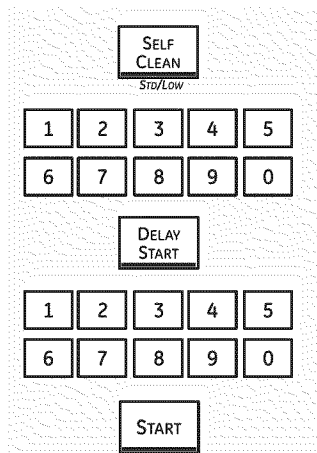 SELF
CLEAN
STD/LOW
1 2 3 4 5
6 7 8 9 0
DELAY
START
1 2 3 4 5
6 7 8 9 0
START